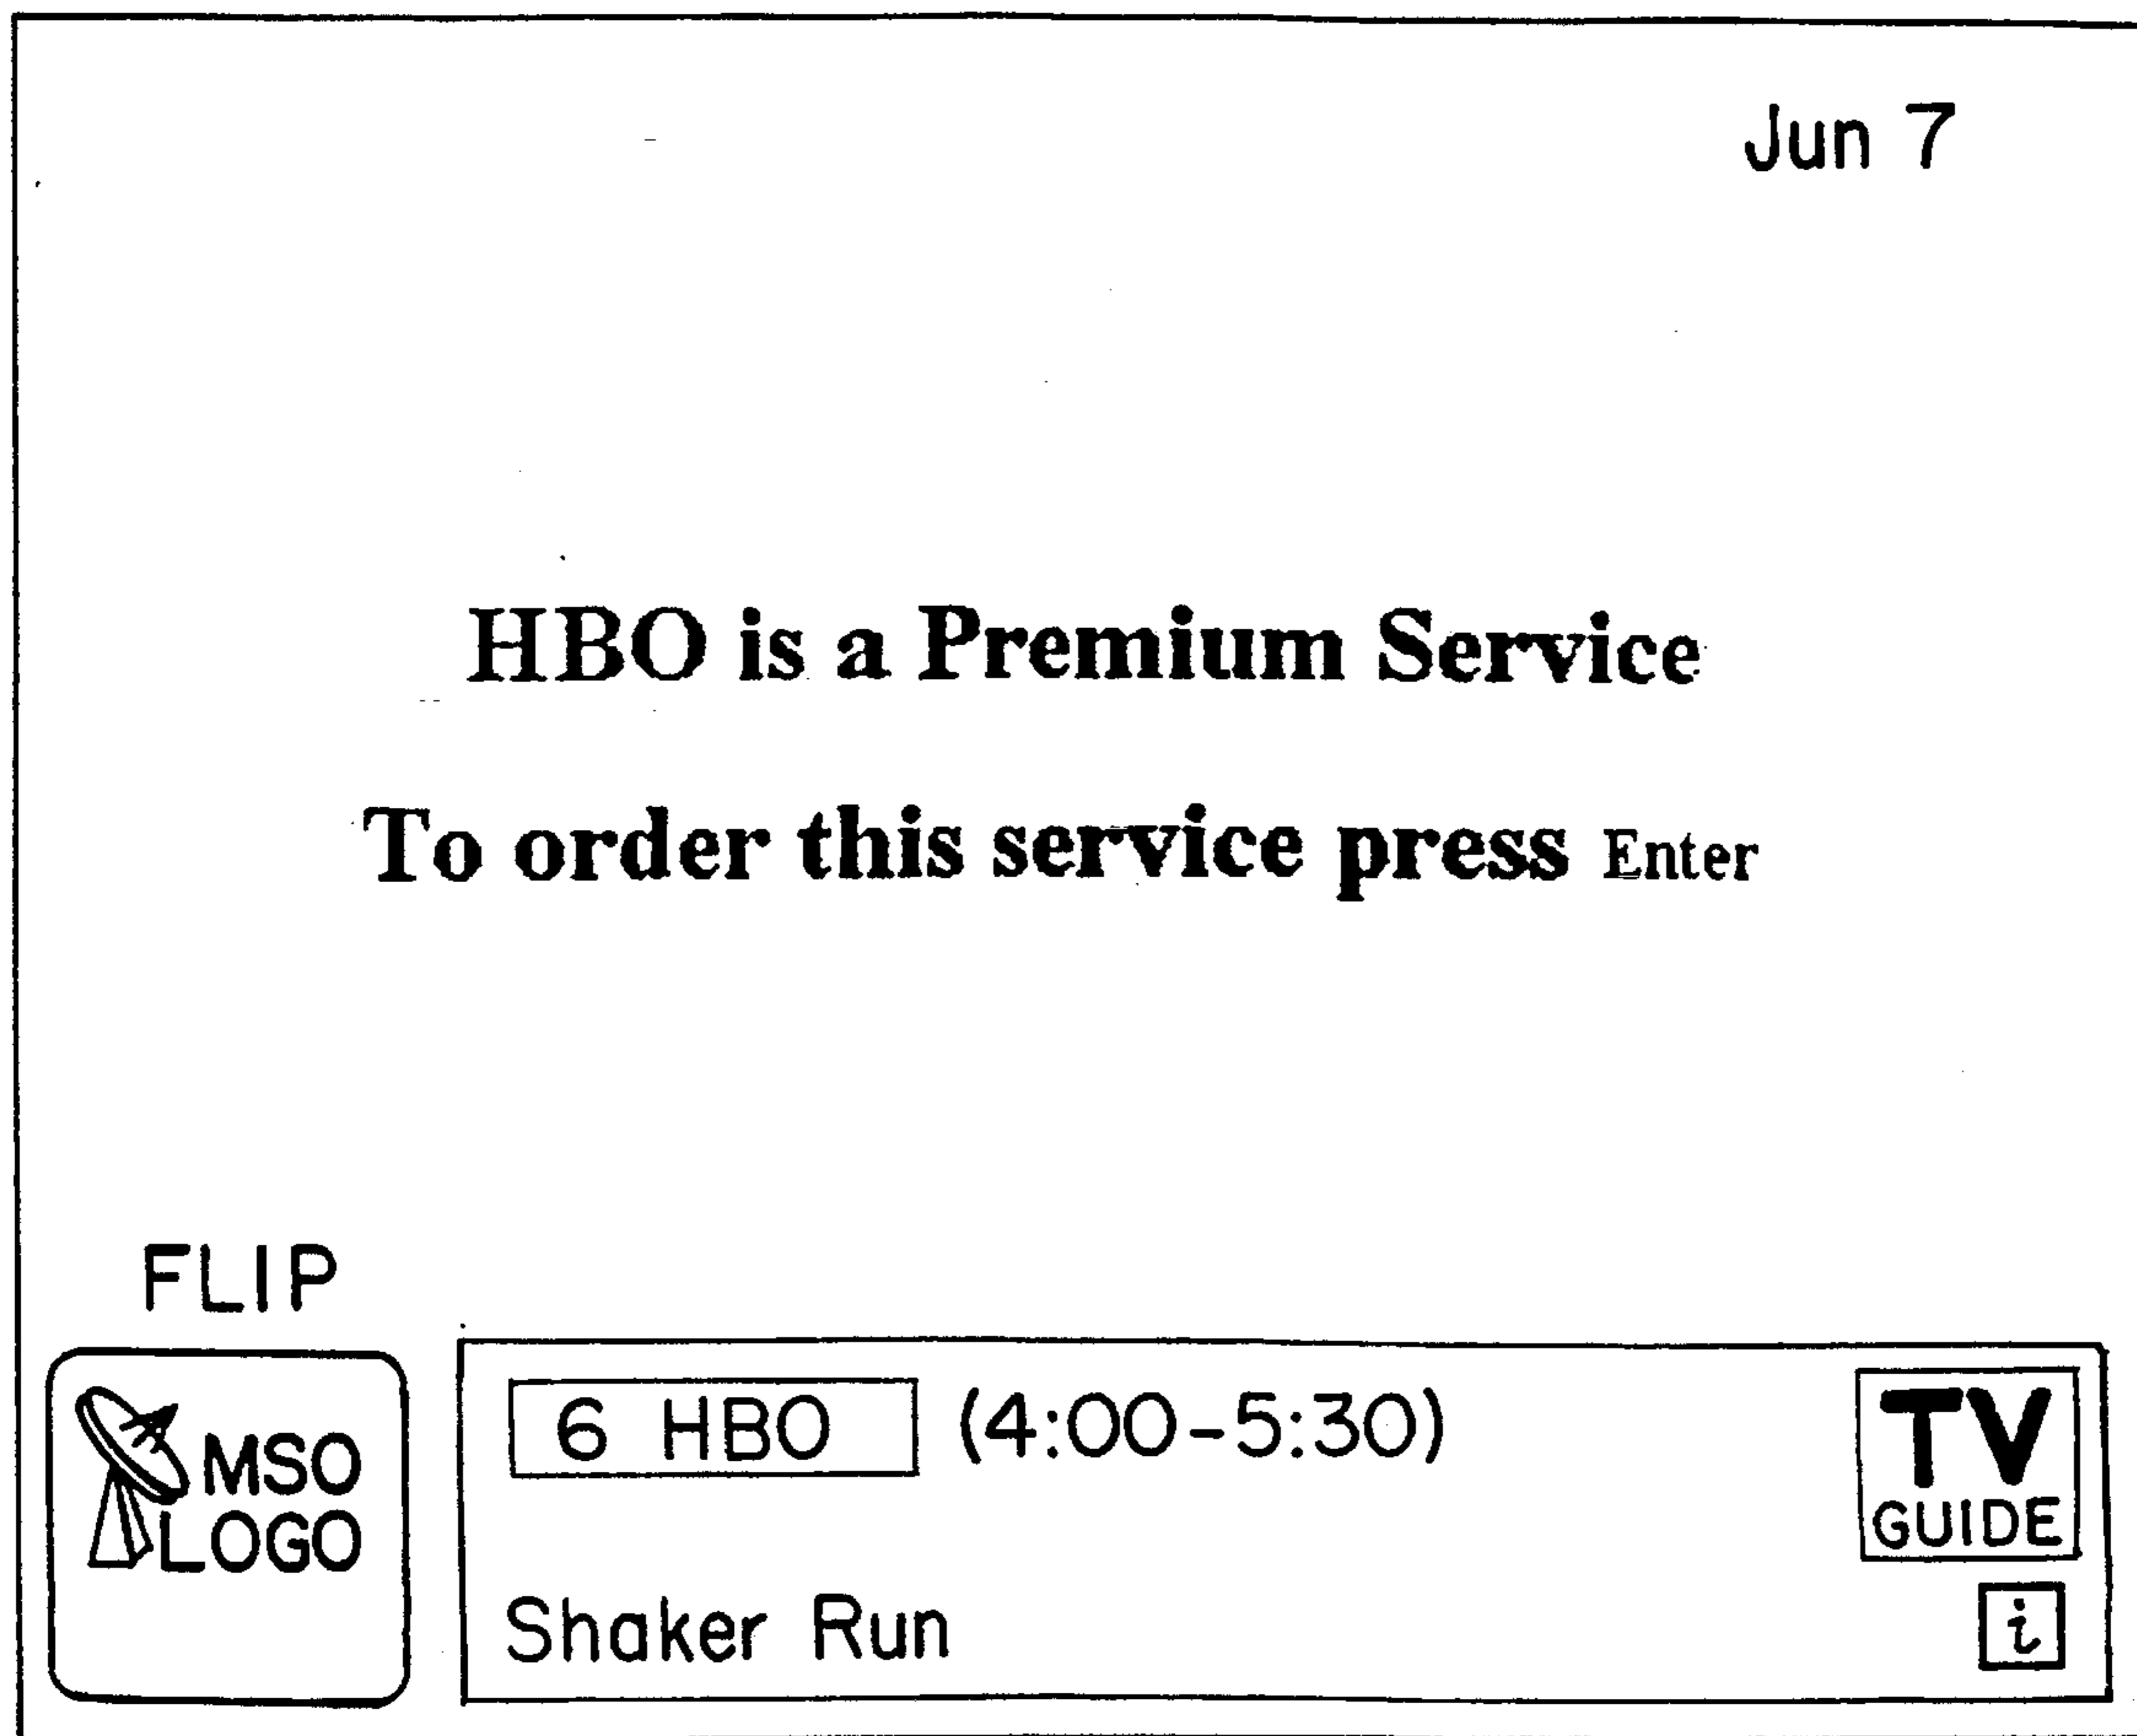 Jun 7
HBO is a Premium Service
To order this service press Enter
FLIP
MSO
LOGO
6 HBO (4:00-5:30)
TV
GUIDE
Shaker Run
i